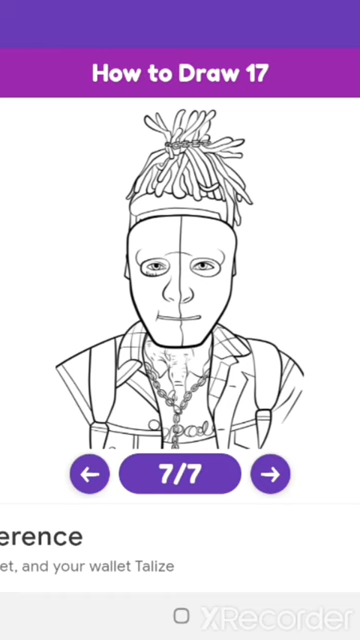 How to Draw 17
7/7
erence
et, and your wallet Talize
XRecorder